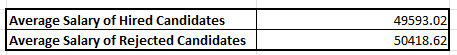 Average Salary of Hired Candidates 49593.02
Average Salary of Rejected Candidates 50418.62